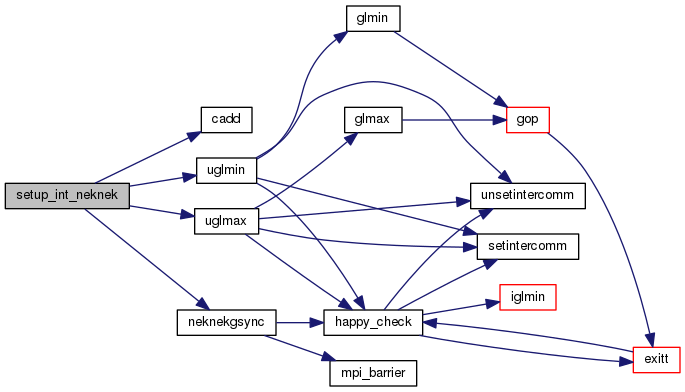 glmin
cadd
glmax
gop
uglmin
setup_int_neknek
unsetintercomm
uglmax
setintercomm
iglmin
neknekgsync
happy_check
exitt
mpi_barrier